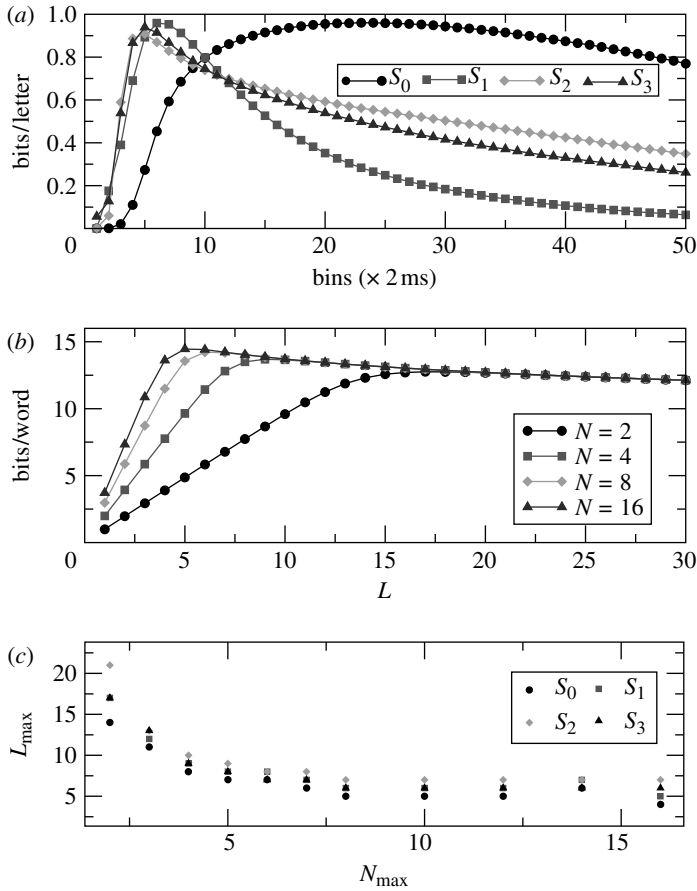 (a)
1.0
0.8
0.6
0.4
0.2
0
bits/letter
S0 S1 S2 S3
10 20 30 40 50
bins (× 2 ms)
(b)
15
10
5
0
bits/word
N = 2
N = 4
N = 8
N = 16
5 10 15 20 25 30
L
(c)
20
15
10
5
Lmax
S0 S1
S2 S3
5 10 15
Nmax